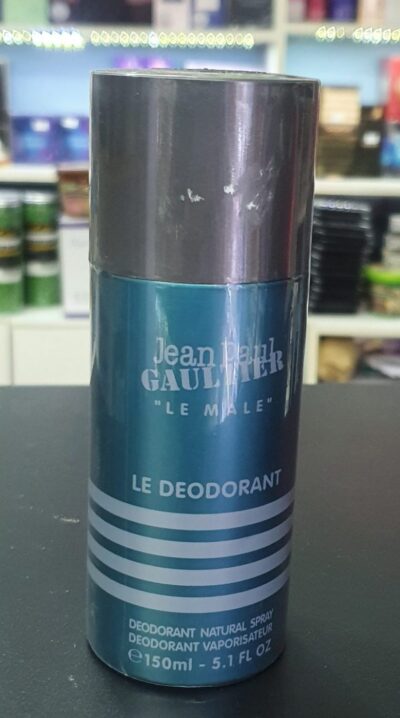 Jean Paul
GAULTIER
"LE MALE"
LE DEODORANT
DEODORANT NATURAL SPRAY
DEODORANT VAPORISATEUR
℮150ml - 5.1 FL OZ